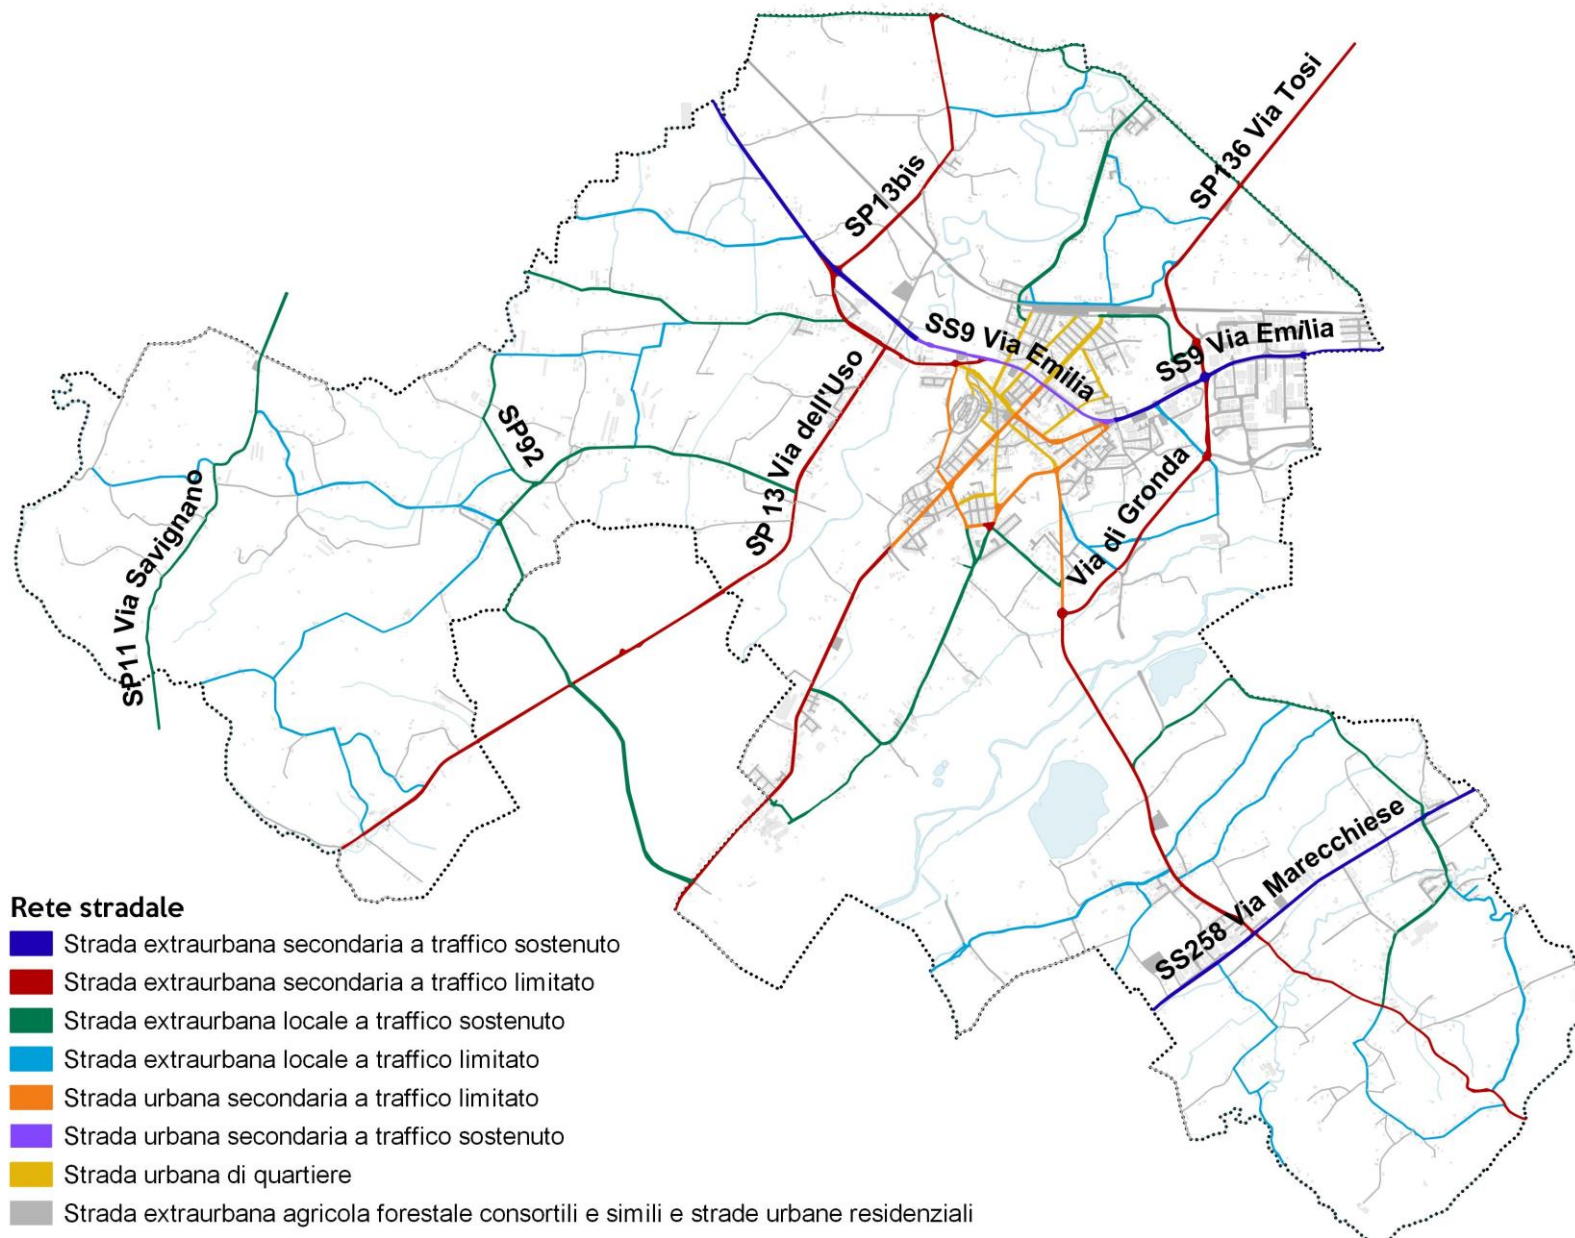 SP136 Via Tosi
SP13bis
SS9 Via Emilia
SS9 Via Emilia
SP 13 Via dell'Uso
SP92
SP11 Via Savignano
Via di Gronda
SS258 Via Marecchiese
Rete stradale
Strada extraurbana secondaria a traffico sostenuto
Strada extraurbana secondaria a traffico limitato
Strada extraurbana locale a traffico sostenuto
Strada extraurbana locale a traffico limitato
Strada urbana secondaria a traffico limitato
Strada urbana secondaria a traffico sostenuto
Strada urbana di quartiere
Strada extraurbana agricola forestale consortili e simili e strade urbane residenziali